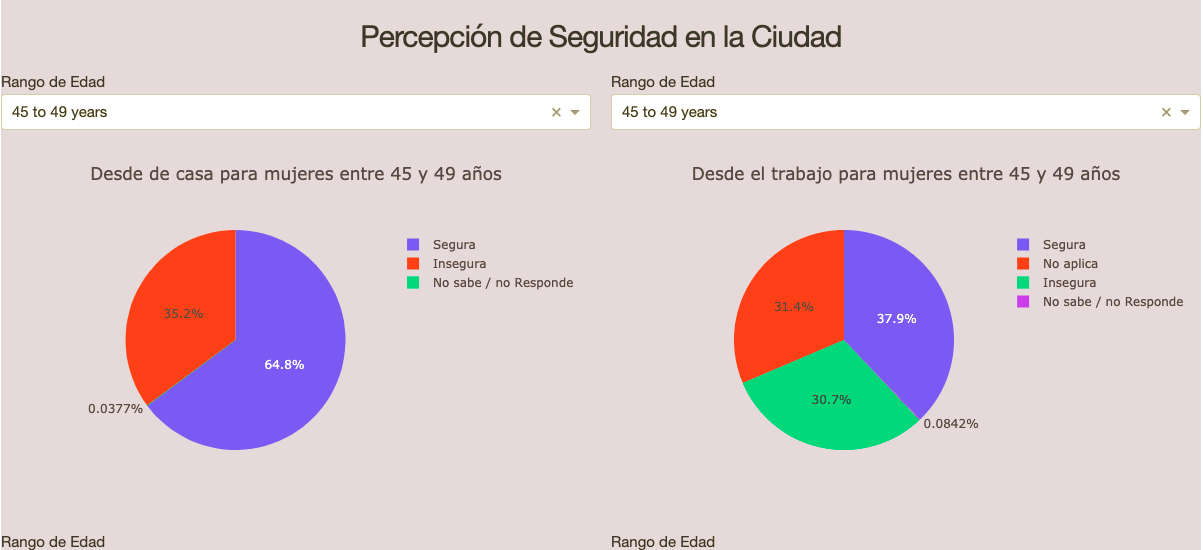 Percepción de Seguridad en la Ciudad
Rango de Edad
45 to 49 years
Desde de casa para mujeres entre 45 y 49 años
Segura
Insegura
No sabe / no Responde
35.2%
64.8%
0.0377%
Rango de Edad
45 to 49 years
Desde el trabajo para mujeres entre 45 y 49 años
Segura
No aplica
Insegura
No sabe / no Responde
31.4%
37.9%
30.7%
0.0842%
Rango de Edad
Rango de Edad